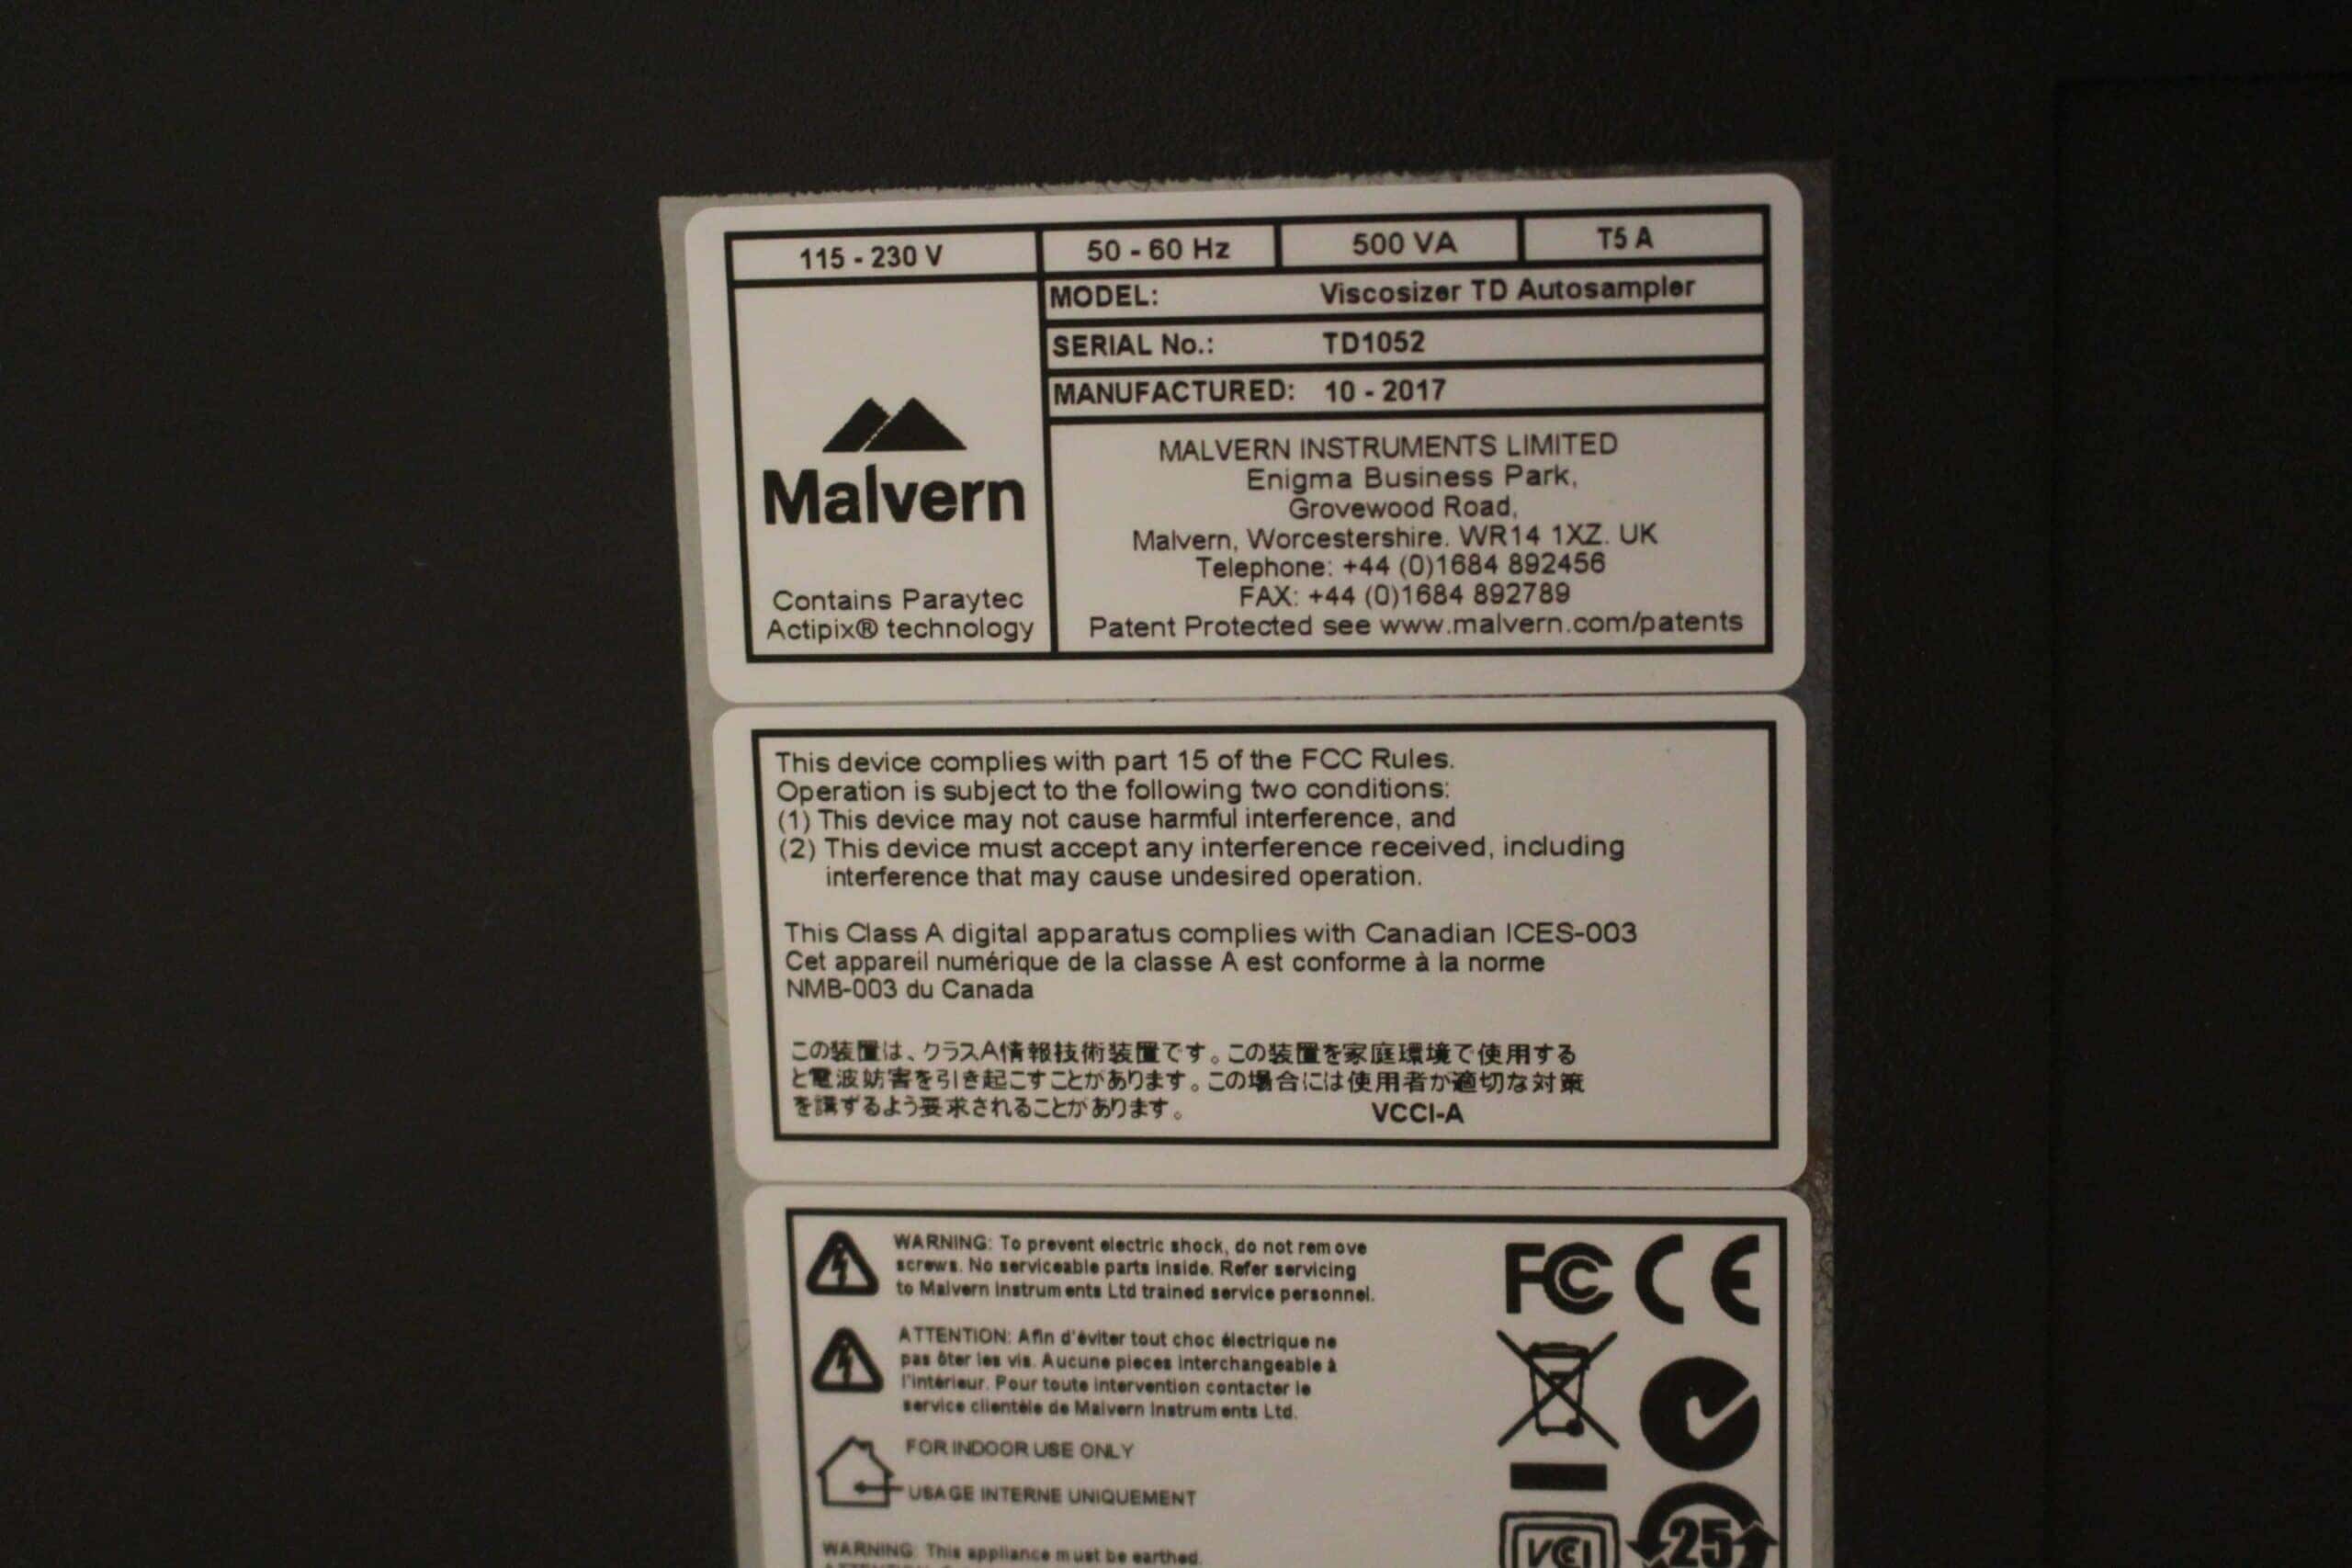 115 - 230 V 50 - 60 Hz 500 VA T5 A
MODEL: Viscosizer TD Autosampler
SERIAL No.: TD1052
MANUFACTURED: 10 - 2017
Malvern
Contains Paraytec
Actipix® technology
MALVERN INSTRUMENTS LIMITED
Enigma Business Park,
Grovewood Road,
Malvern, Worcestershire. WR14 1XZ. UK
Telephone: +44 (0)1684 892456
FAX: +44 (0)1684 892789
Patent Protected see www.malvern.com/patents
This device complies with part 15 of the FCC Rules.
Operation is subject to the following two conditions:
(1) This device may not cause harmful interference, and
(2) This device must accept any interference received, including
interference that may cause undesired operation.
This Class A digital apparatus complies with Canadian ICES-003
Cet appareil numérique de la classe A est conforme à la norme
NMB-003 du Canada
この装置は、クラスA情報技術装置です。この装置を家庭環境で使用する
と電波妨害を引き起こすことがあります。この場合には使用者が適切な対策
を講ずるよう要求されることがあります。 VCCI-A
WARNING: To prevent electric shock, do not remove
screws. No serviceable parts inside. Refer servicing
to Malvern Instruments Ltd trained service personnel.
ATTENTION: Afin d'éviter tout choc électrique ne
pas ôter les vis. Aucune pieces interchangeable à
l'intérieur. Pour toute intervention contacter le
service clientèle de Malvern Instruments Ltd.
FOR INDOOR USE ONLY
USAGE INTERNE UNIQUEMENT
WARNING: This appliance must be earthed.
FC CE
VCCI
25